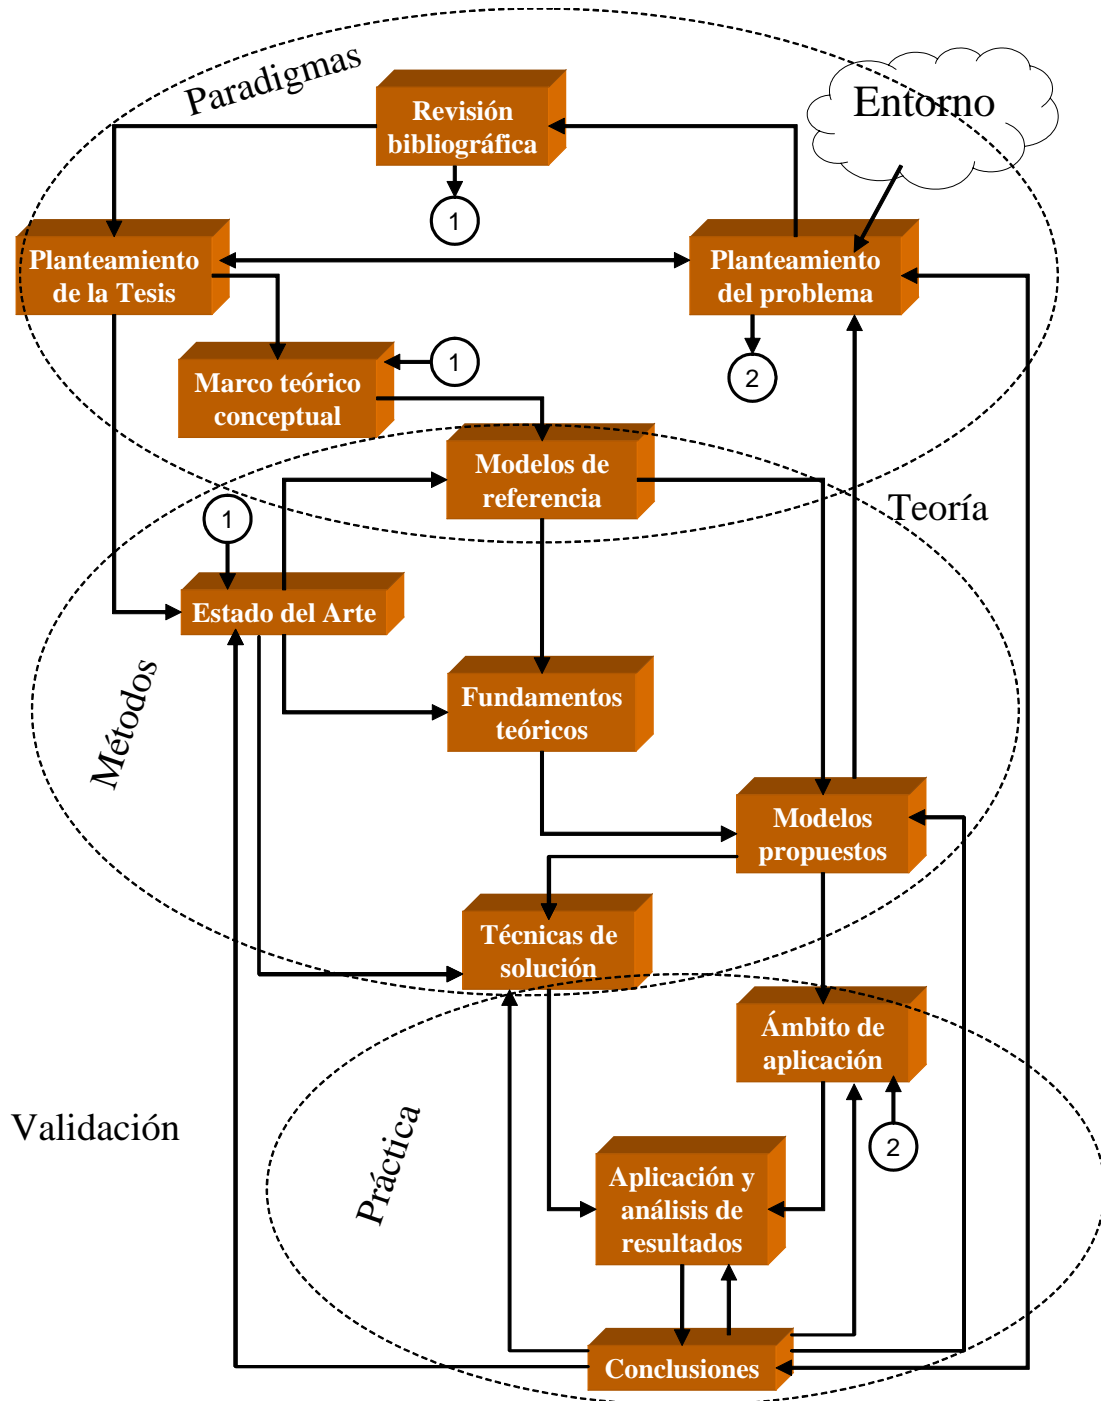 Paradigmas
Entorno
Revisión
bibliográfica
1
Planteamiento
de la Tesis
Planteamiento
del problema
1
2
Marco teórico
conceptual
Modelos de
referencia
Teoría
1
Estado del Arte
Métodos
Fundamentos
teóricos
Modelos
propuestos
Técnicas de
solución
Ámbito de
aplicación
Validación
Práctica
2
Aplicación y
análisis de
resultados
Conclusiones